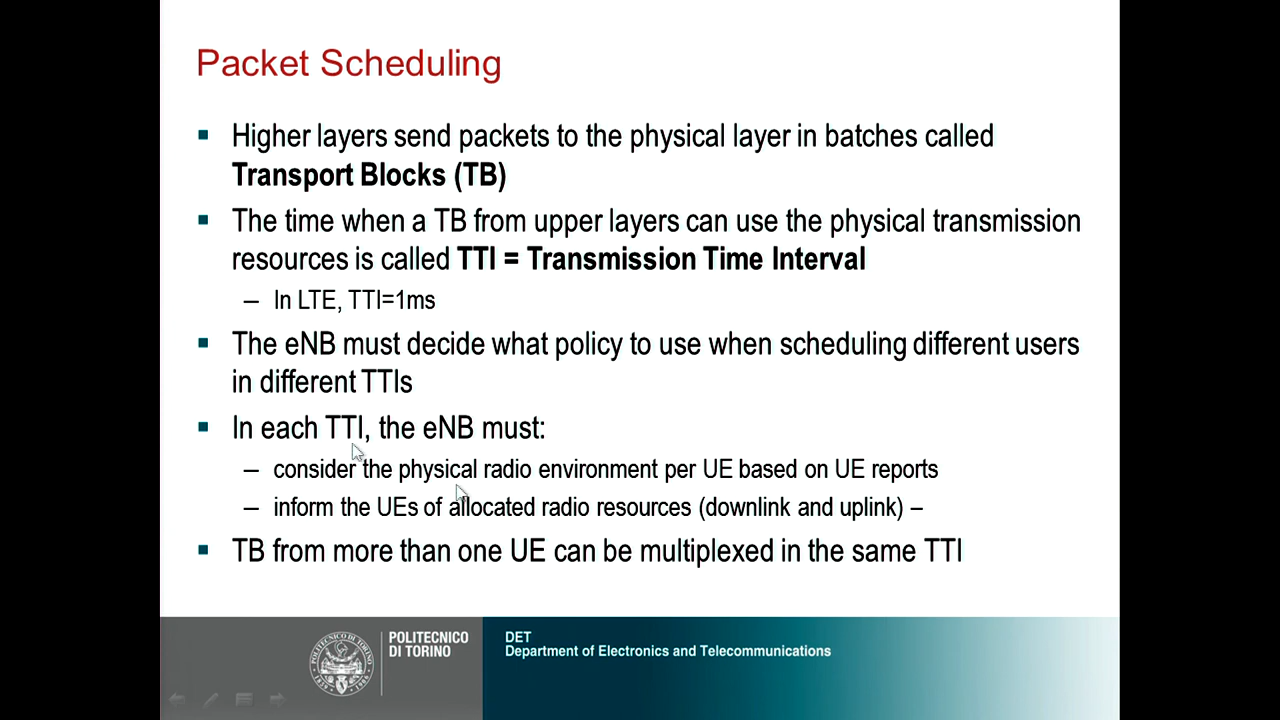 Packet Scheduling
Higher layers send packets to the physical layer in batches called
Transport Blocks (TB)
The time when a TB from upper layers can use the physical transmission
resources is called TTI = Transmission Time Interval
– In LTE, TTI=1ms
The eNB must decide what policy to use when scheduling different users
in different TTIs
In each TTI, the eNB must:
– consider the physical radio environment per UE based on UE reports
– inform the UEs of allocated radio resources (downlink and uplink) –
TB from more than one UE can be multiplexed in the same TTI
POLITECNICO
DI TORINO
DET
Department of Electronics and Telecommunications